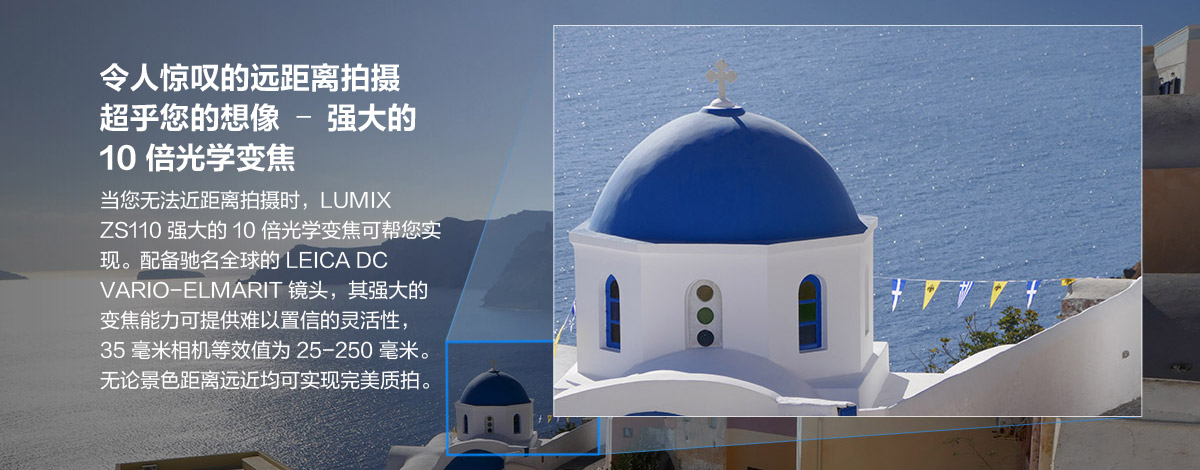 令人惊叹的远距离拍摄
超乎您的想像 - 强大的
10 倍光学变焦
当您无法近距离拍摄时，LUMIX
ZS110 强大的 10 倍光学变焦可帮您实
现。配备驰名全球的 LEICA DC
VARIO-ELMARIT 镜头，其强大的
变焦能力可提供难以置信的灵活性，
35 毫米相机等效值为 25-250 毫米。
无论景色距离远近均可实现完美质拍。